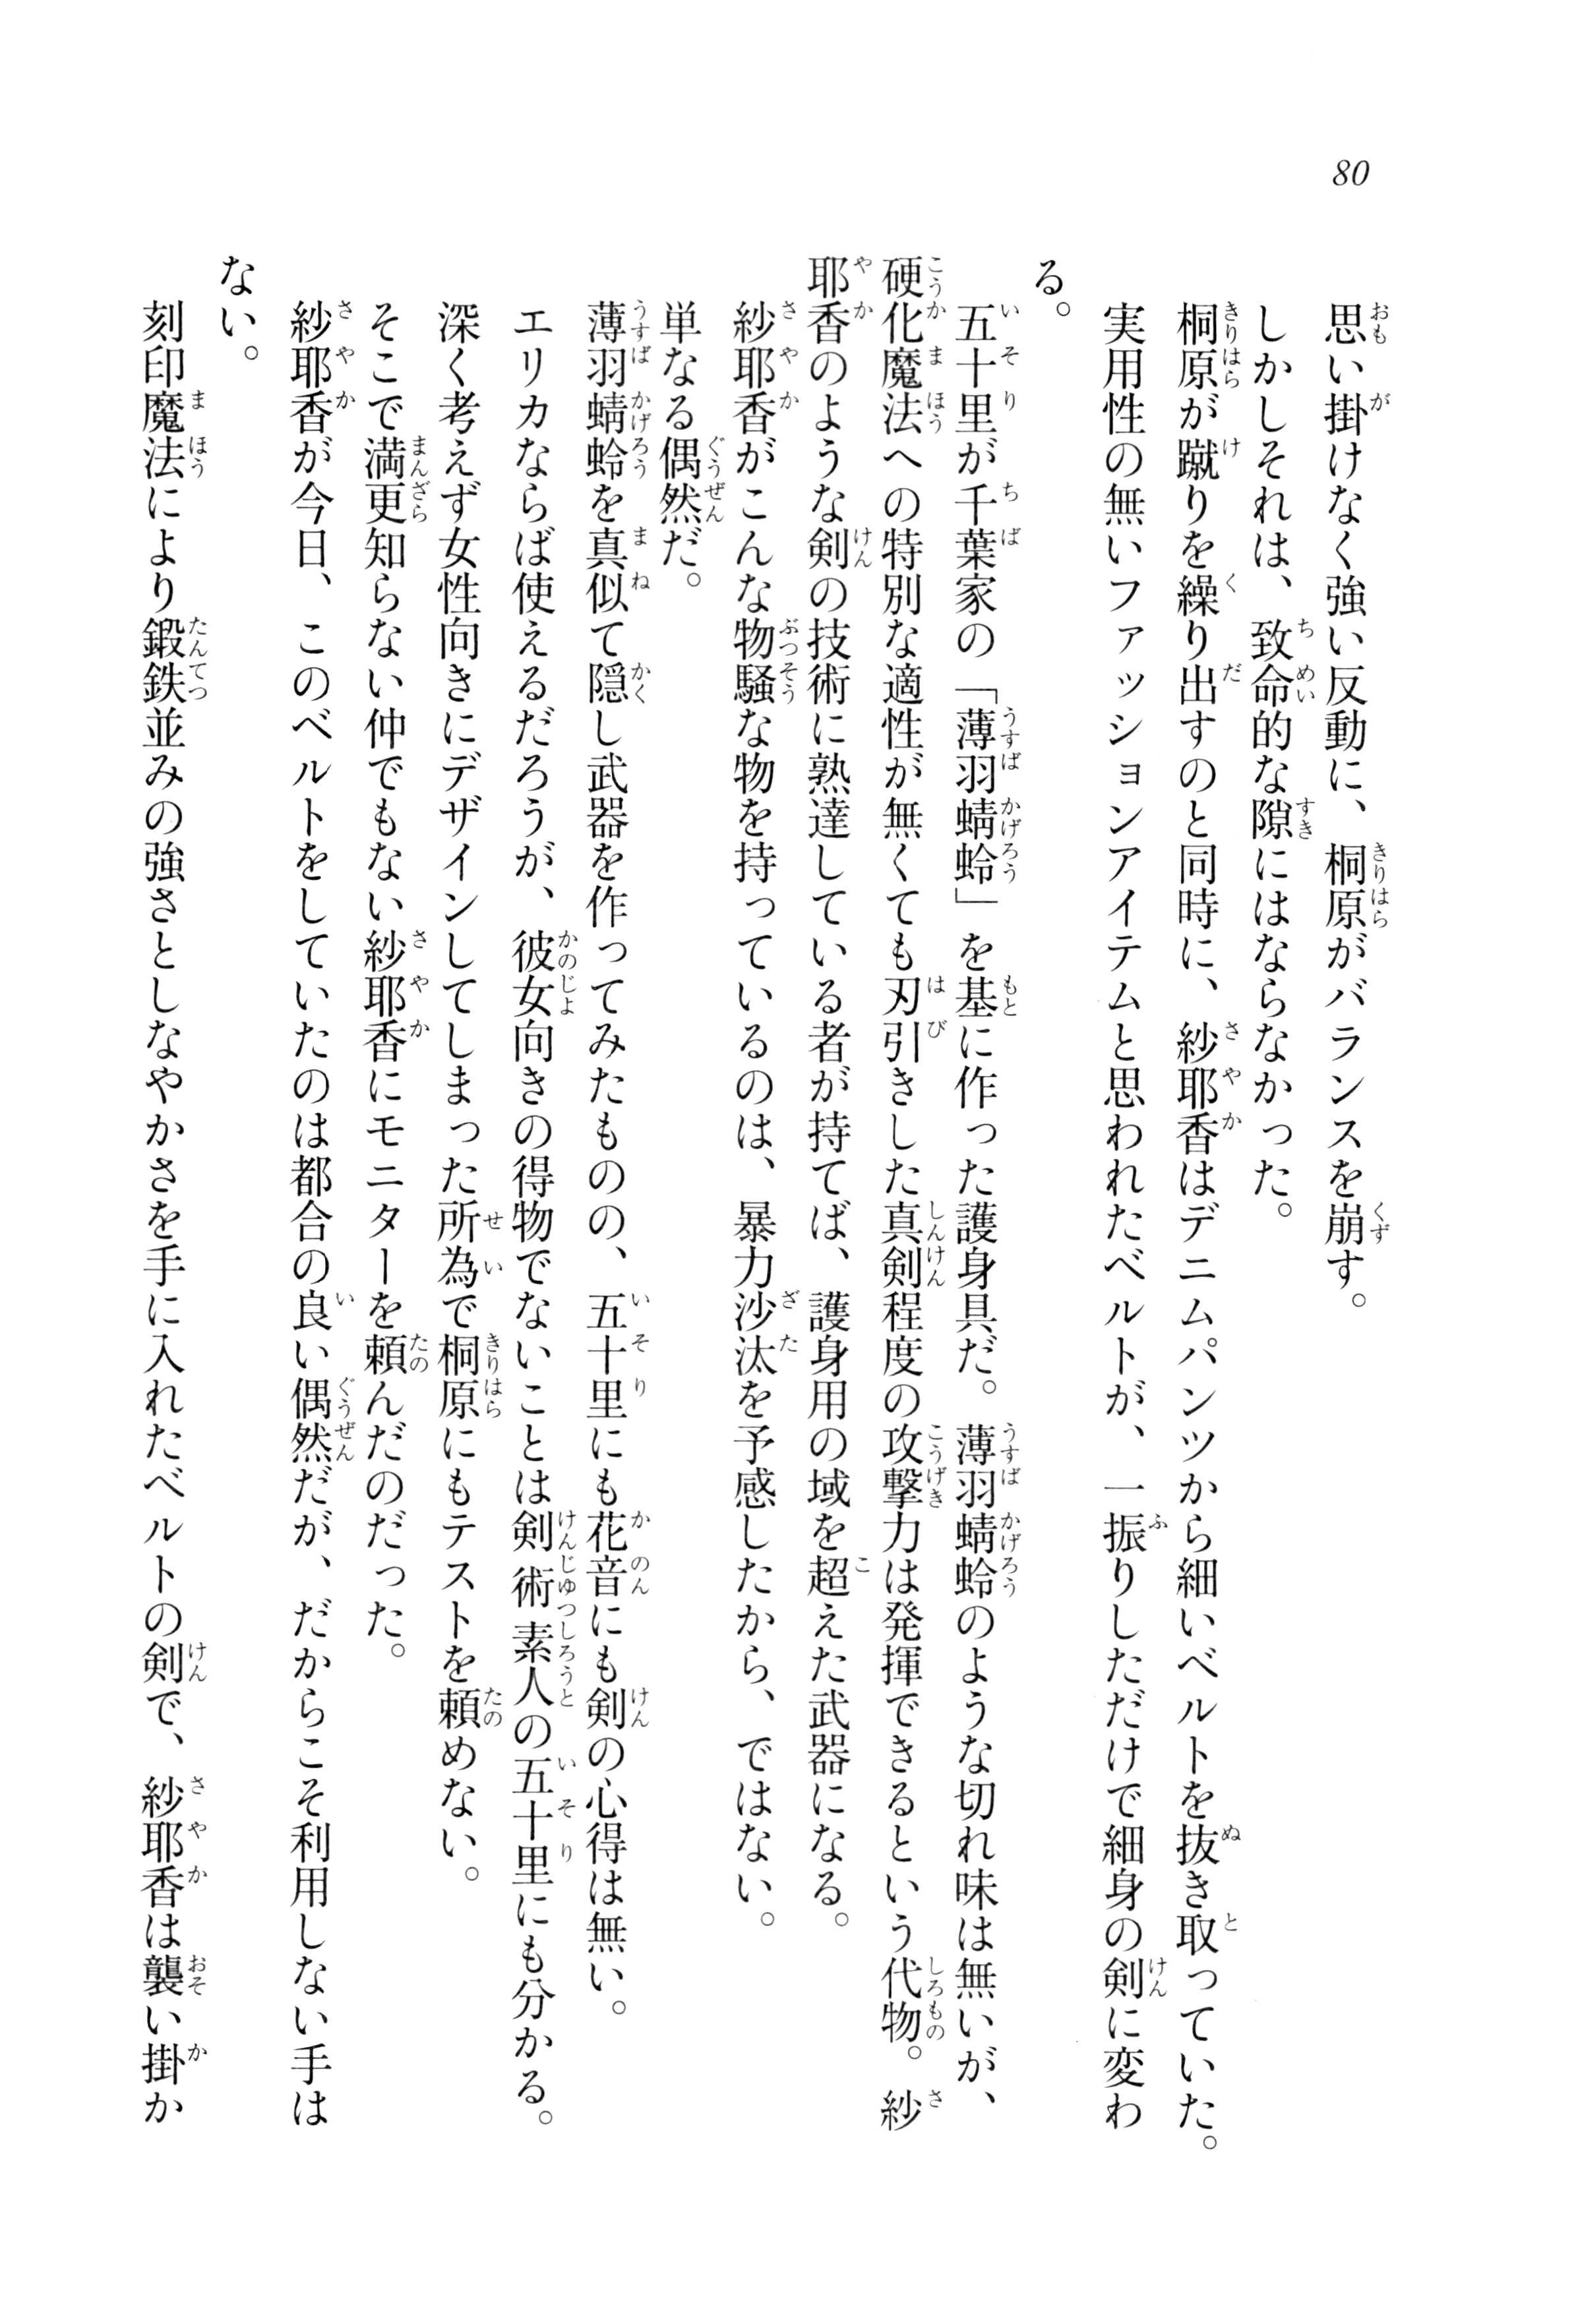 80
思い掛けなく強い反動に、桐原がバランスを崩す。
しかしそれは、致命的な隙にはならなかった。
桐原が蹴りを繰り出すのと同時に、紗耶香はデニムパンツから細いベルトを抜き取っていた。
実用性の無いファッションアイテムと思われたベルトが、一振りしただけで細身の剣に変わ
る。
五十里が千葉家の「薄羽蜻蛉」を基に作った護身具だ。薄羽蜻蛉のような切れ味は無いが、
硬化魔法への特別な適性が無くても刃引きした真剣程度の攻撃力は発揮できるという代物。紗
耶香のような剣の技術に熟達している者が持てば、護身用の域を超えた武器になる。
紗耶香がこんな物騒な物を持っているのは、暴力沙汰を予感したから、ではない。
単なる偶然だ。
薄羽蜻蛉を真似て隠し武器を作ってみたものの、五十里にも花音にも剣の心得は無い。
エリカならば使えるだろうが、彼女向きの得物でないことは剣術素人の五十里にも分かる。
深く考えず女性向きにデザインしてしまった所為で桐原にもテストを頼めない。
そこで満更知らない仲でもない紗耶香にモニターを頼んだのだった。
紗耶香が今日、このベルトをしていたのは都合の良い偶然だが、だからこそ利用しない手は
ない。
刻印魔法により鍛鉄並みの強さとしなやかさを手に入れたベルトの剣で、紗耶香は襲い掛か